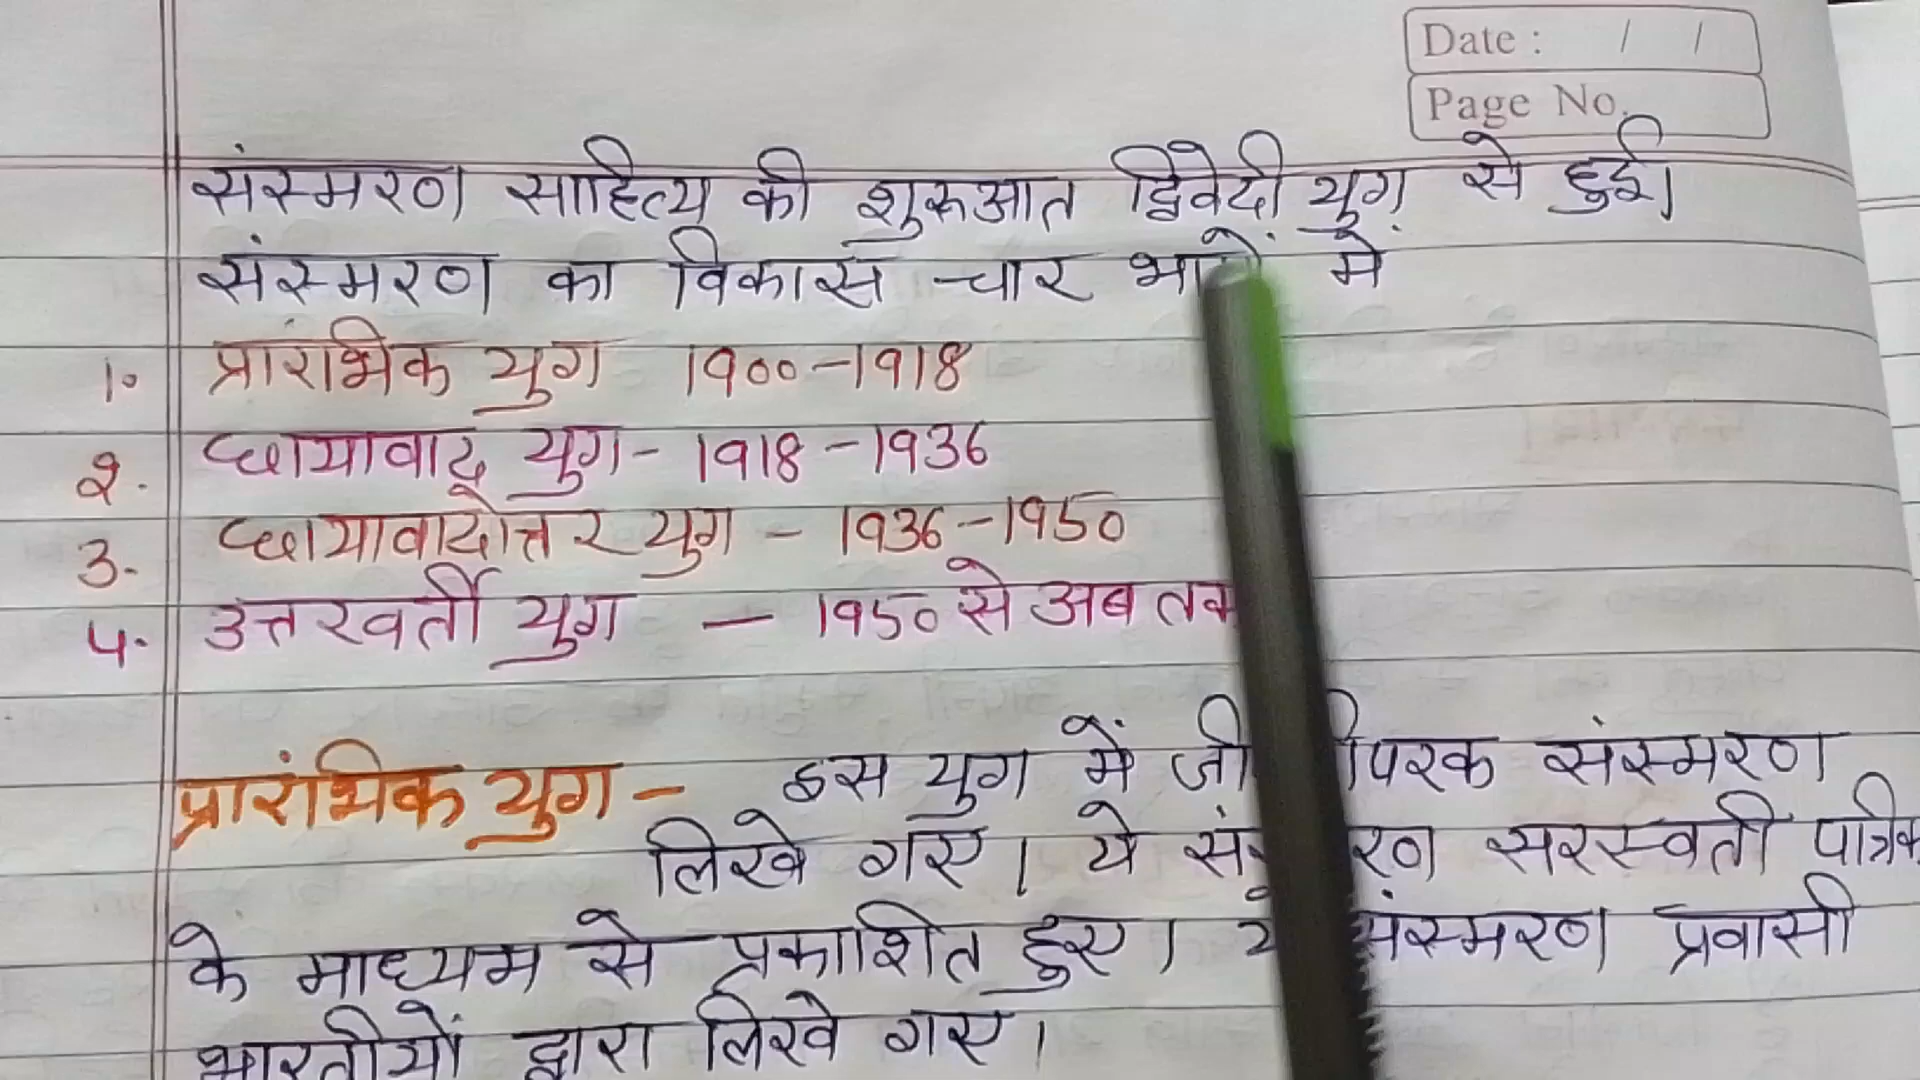 Date : / /
Page No.
संस्मरण साहित्य की शुरुआत द्विवेदी युग से हुई।
संस्मरण का विकास चार में
1. प्रारंभिक युग 1900-1918
2. छायावाद युग - 1918-1936
3. छायावादोत्तर युग - 1936-1950
4. उत्तरवर्ती युग - 1950 से अब तक
प्रारंभिक युग - इस युग में संस्मरण
लिखे गए। ये सरस्वती
के माध्यम से प्रकाशित हुए। संस्मरण प्रवासी
भारतीयों द्वारा लिखे गए।